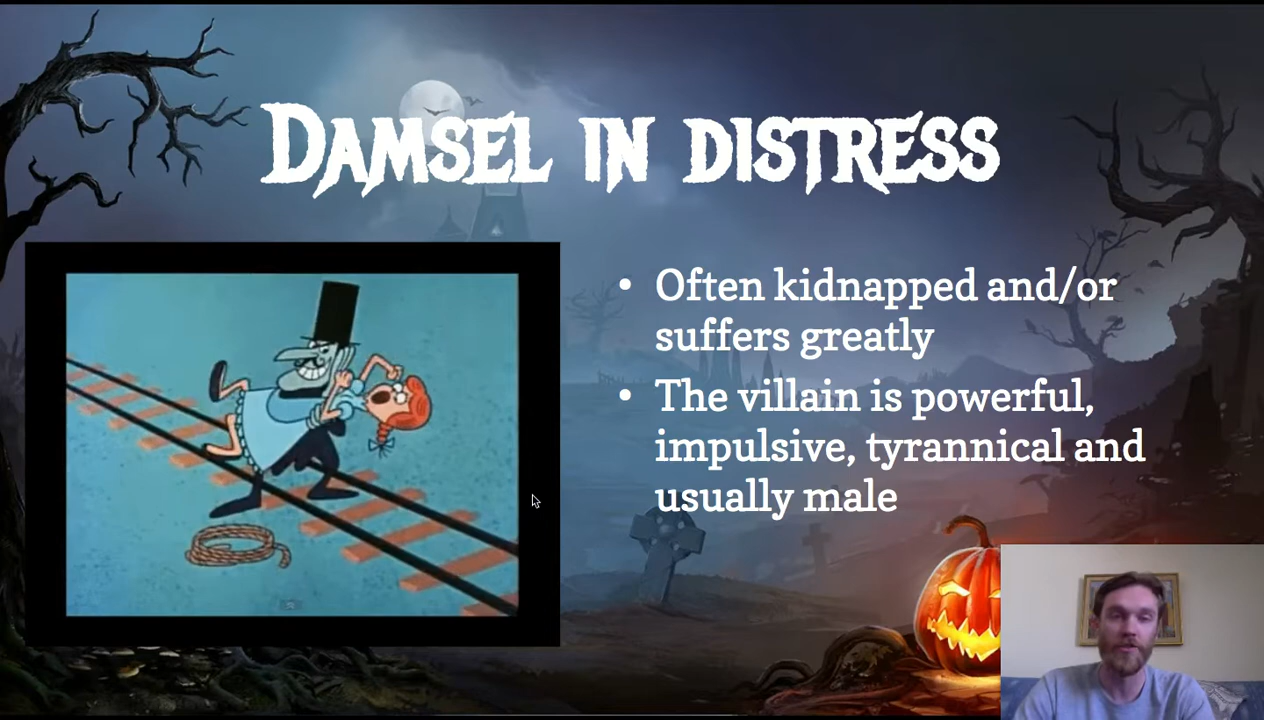 Damsel in distress
• Often kidnapped and/or
suffers greatly
• The villain is powerful,
impulsive, tyrannical and
usually male